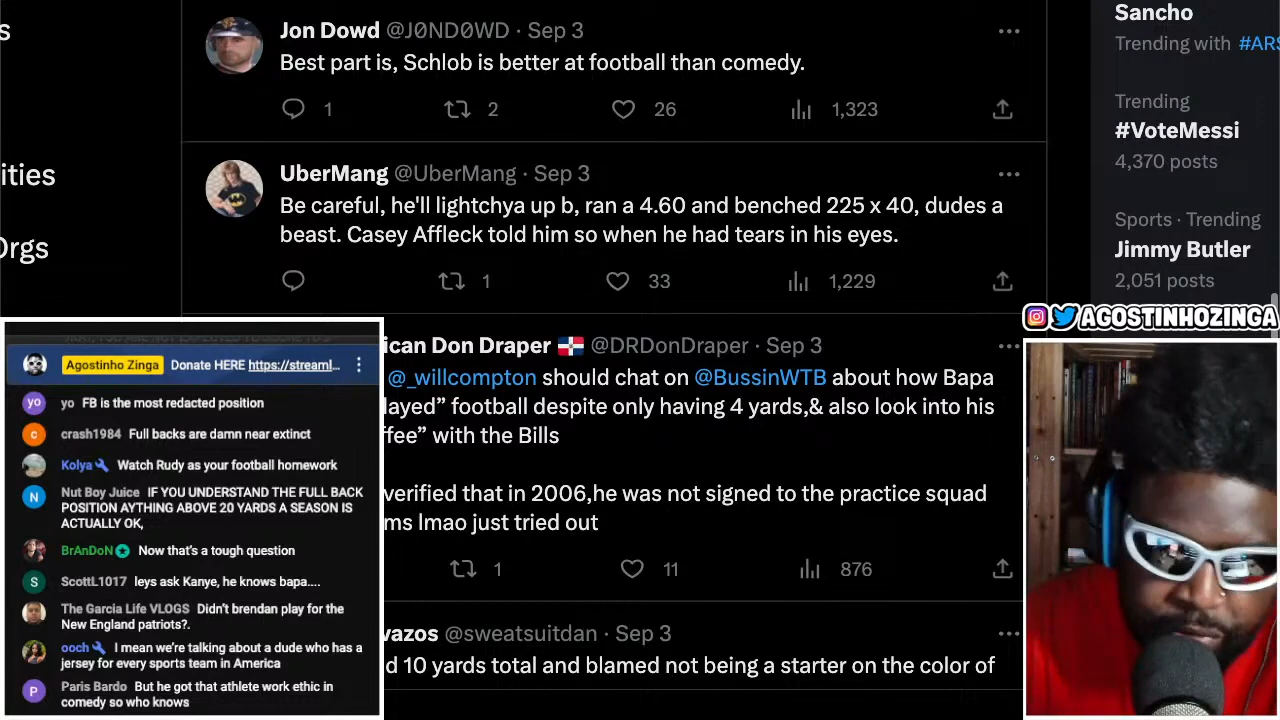 s
ities
Orgs
Jon Dowd @J0ND0WD · Sep 3
Best part is, Schlob is better at football than comedy.
1 2 26 1,323
UberMang @UberMang · Sep 3
Be careful, he'll lightchya up b, ran a 4.60 and benched 225 x 40, dudes a
beast. Casey Affleck told him so when he had tears in his eyes.
1 33 1,229
ican Don Draper @DRDonDraper · Sep 3
@_willcompton should chat on @BussinWTB about how Bapa
layed” football despite only having 4 yards,& also look into his
ffee” with the Bills
verified that in 2006,he was not signed to the practice squad
ms lmao just tried out
1 11 876
vazos @sweatsuitdan · Sep 3
d 10 yards total and blamed not being a starter on the color of
Sancho
Trending with #ARS
Trending
#VoteMessi
4,370 posts
Sports · Trending
Jimmy Butler
2,051 posts
AGOSTINHOZINGA
Agostinho Zinga Donate HERE https://streaml...
yo yo FB is the most redacted position
c crash1984 Full backs are damn near extinct
Kolya Watch Rudy as your football homework
N Nut Boy Juice IF YOU UNDERSTAND THE FULL BACK
POSITION AYTHING ABOVE 20 YARDS A SEASON IS
ACTUALLY OK,
BrAnDoN Now that's a tough question
S ScottL1017 leys ask Kanye, he knows bapa....
The Garcia Life VLOGS Didn't brendan play for the
New England patriots?.
ooch I mean we're talking about a dude who has a
jersey for every sports team in America
P Paris Bardo But he got that athlete work ethic in
comedy so who knows